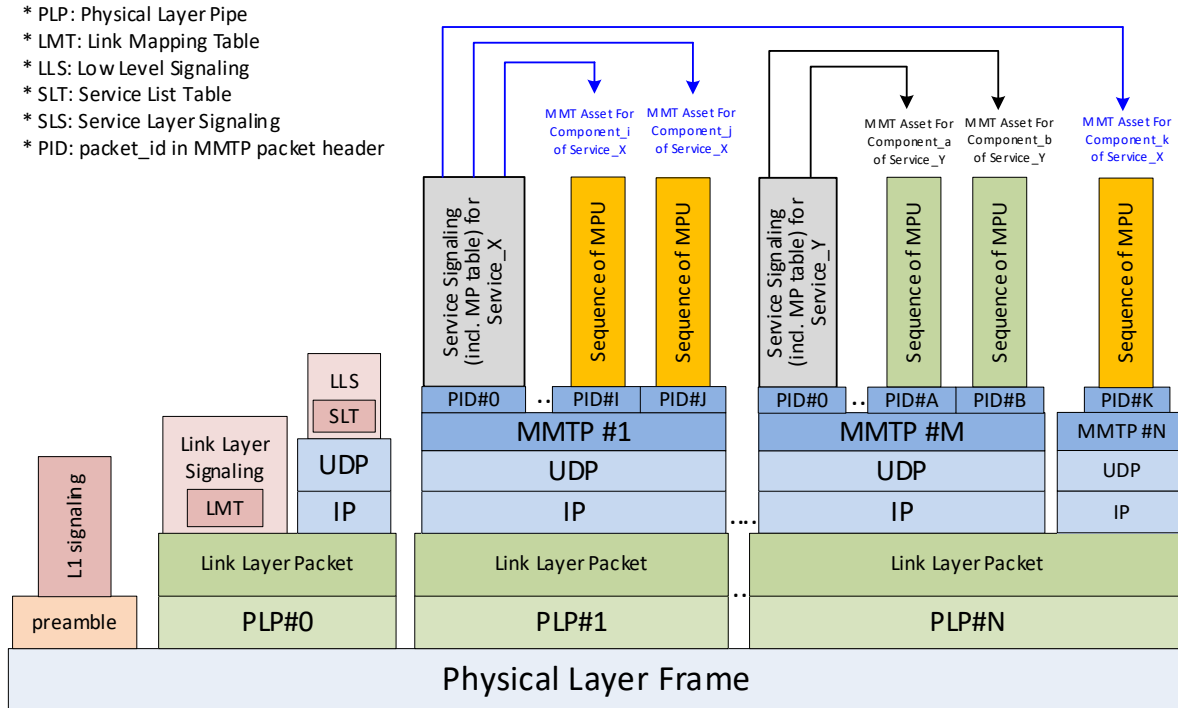 * PLP: Physical Layer Pipe
* LMT: Link Mapping Table
* LLS: Low Level Signaling
* SLT: Service List Table
* SLS: Service Layer Signaling
* PID: packet_id in MMTP packet header
MMT Asset For
Component_i
of Service_X
MMT Asset For
Component_j
of Service_X
MMT Asset For
Component_a
of Service_Y
MMT Asset For
Component_b
of Service_Y
MMT Asset For
Component_k
of Service_X
Service Signaling
(incl. MP table) for
Service_X
Sequence of MPU
Sequence of MPU
Service Signaling
(incl. MP table) for
Service_Y
Sequence of MPU
Sequence of MPU
Sequence of MPU
PID#0
..
PID#I
PID#J
PID#0
..
PID#A
PID#B
PID#K
MMTP #1
MMTP #M
MMTP #N
LLS
SLT
UDP
IP
UDP
IP
UDP
IP
UDP
IP
....
Link Layer
Signaling
LMT
L1 signaling
Link Layer Packet
Link Layer Packet
Link Layer Packet
..
preamble
PLP#0
PLP#1
PLP#N
Physical Layer Frame